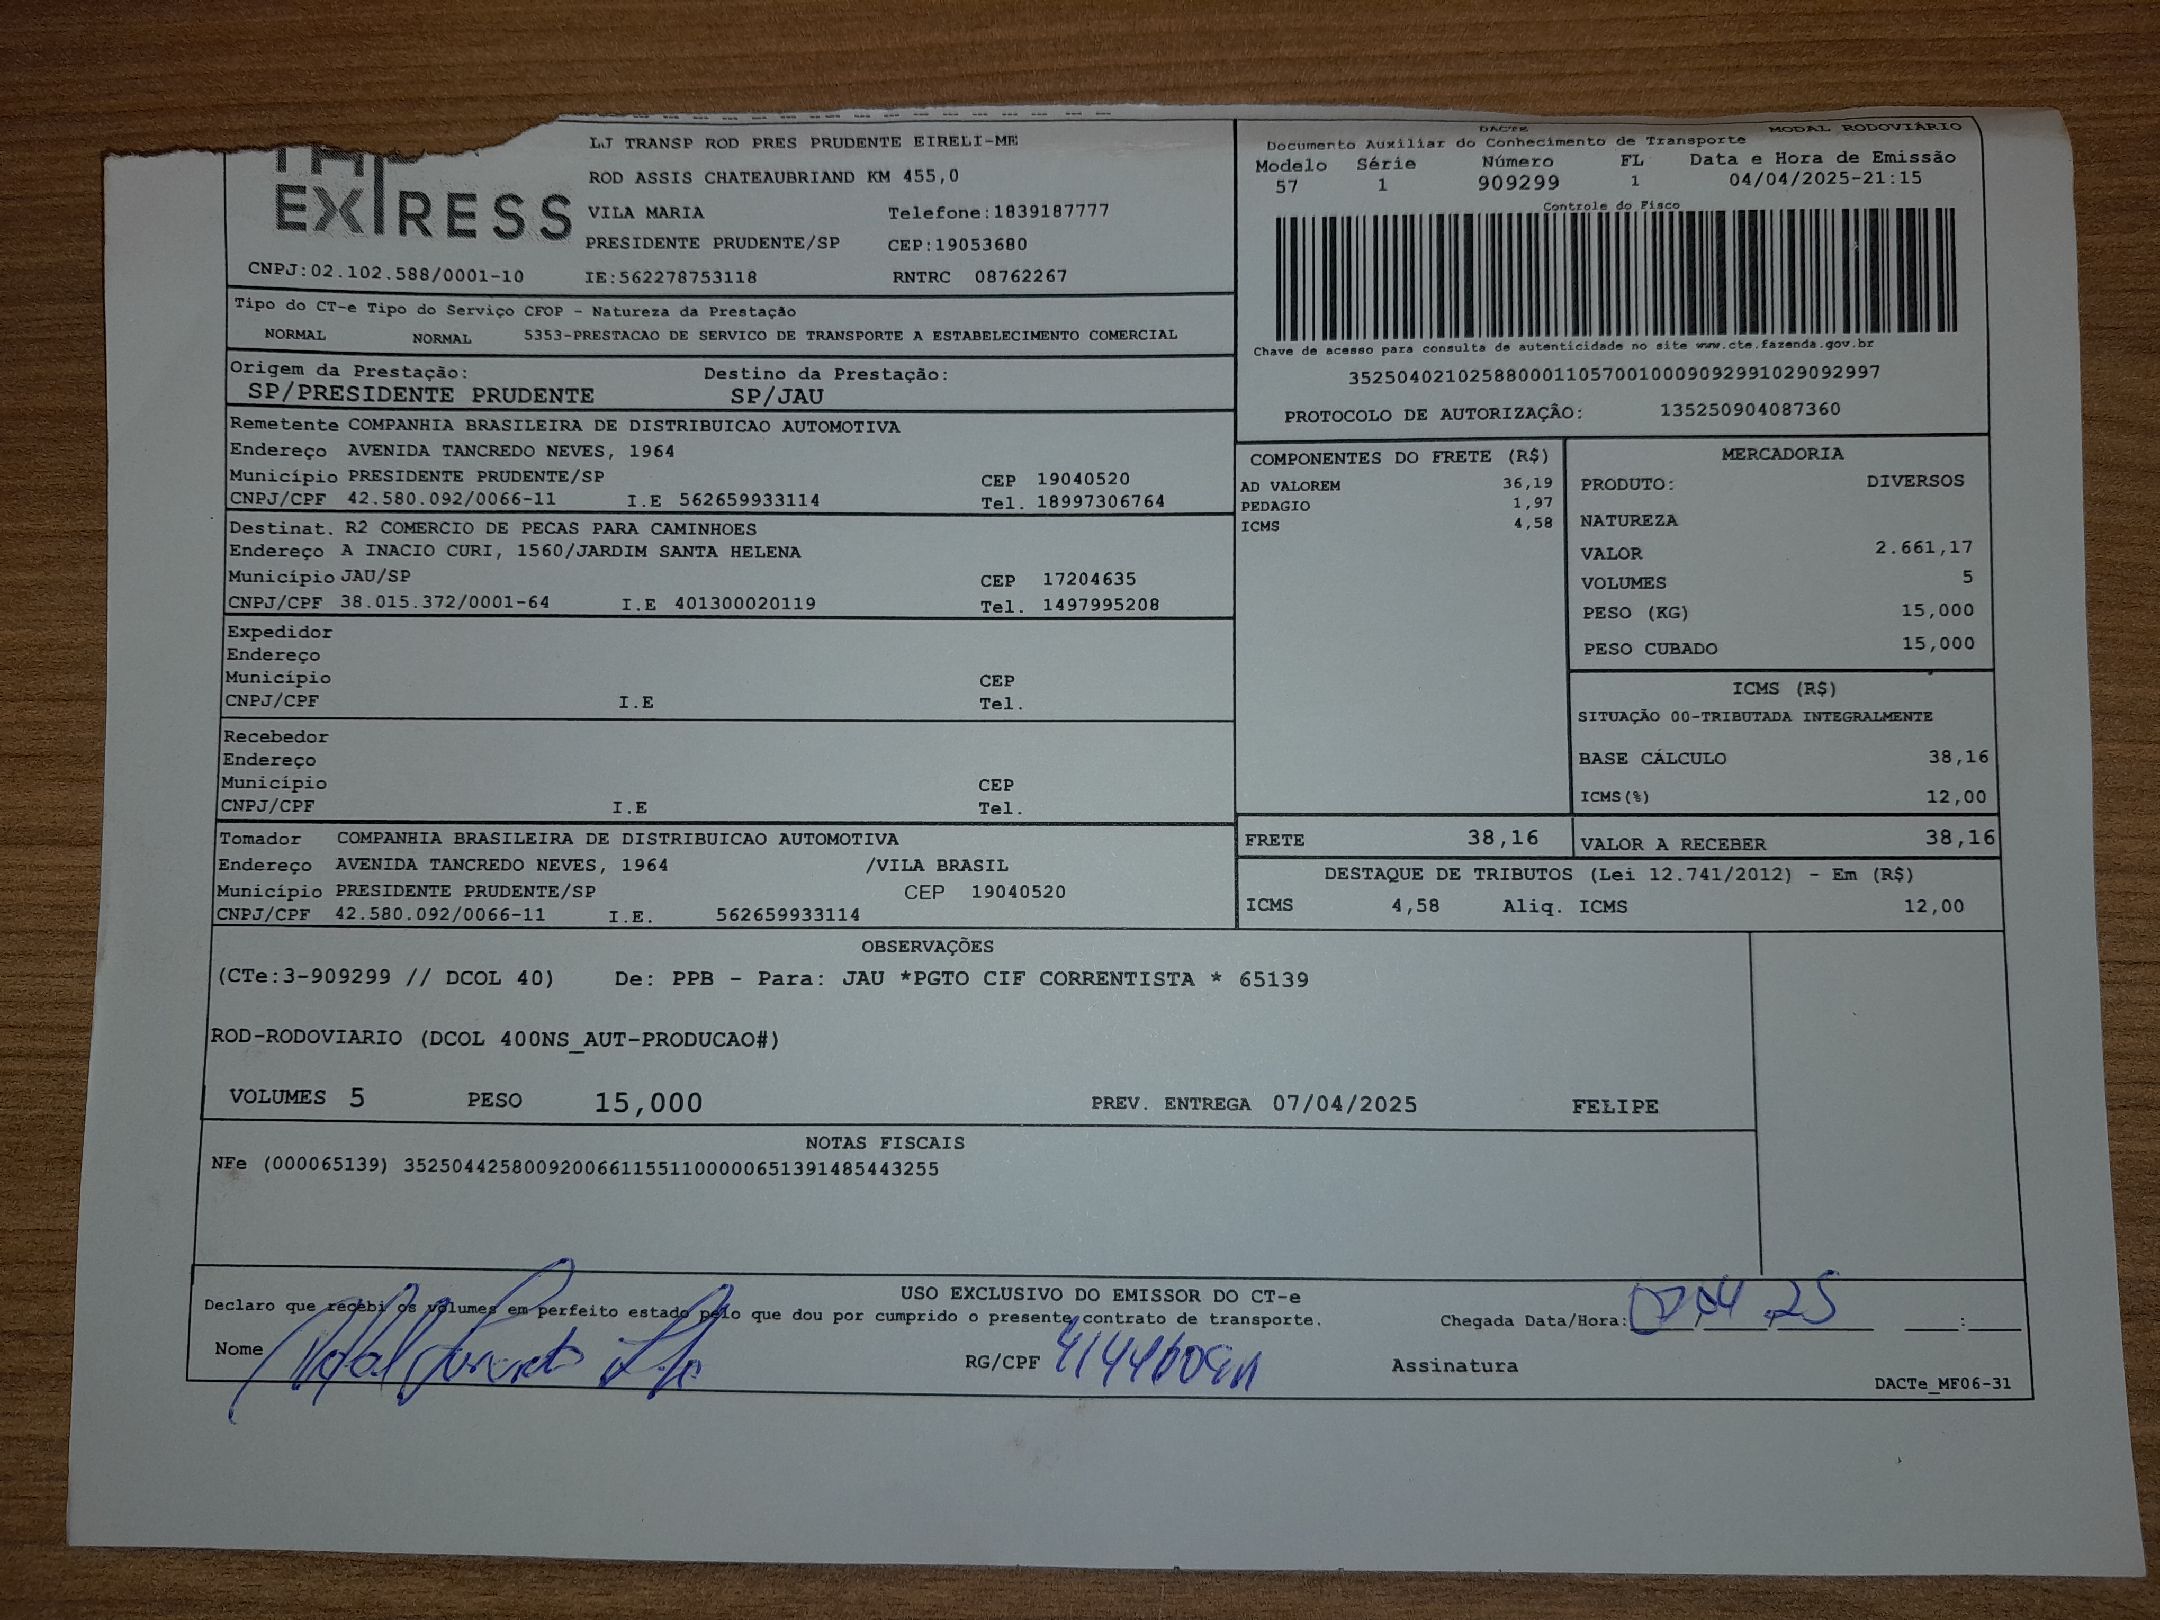 EXPRESS
LJ TRANSP ROD PRES PRUDENTE EIRELI-ME
ROD ASSIS CHATEAUBRIAND KM 455,0
VILA MARIA Telefone:1839187777
PRESIDENTE PRUDENTE/SP CEP:19053680
CNPJ:02.102.588/0001-10 IE:562278753118 RNTRC 08762267
DACTE MODAL RODOVIÁRIO
Documento Auxiliar do Conhecimento de Transporte
Modelo Série Número FL Data e Hora de Emissão
57 1 909299 1 04/04/2025-21:15
Controle do Fisco
Chave de acesso para consulta de autenticidade no site www.cte.fazenda.gov.br
35250402102588000110570010009092991029092997
PROTOCOLO DE AUTORIZAÇÃO: 135250904087360
Tipo do CT-e Tipo do Serviço CFOP - Natureza da Prestação
NORMAL NORMAL 5353-PRESTACAO DE SERVICO DE TRANSPORTE A ESTABELECIMENTO COMERCIAL
Origem da Prestação: Destino da Prestação:
SP/PRESIDENTE PRUDENTE SP/JAU
Remetente COMPANHIA BRASILEIRA DE DISTRIBUICAO AUTOMOTIVA
Endereço AVENIDA TANCREDO NEVES, 1964
Município PRESIDENTE PRUDENTE/SP CEP 19040520
CNPJ/CPF 42.580.092/0066-11 I.E 562659933114 Tel. 18997306764
Destinat. R2 COMERCIO DE PECAS PARA CAMINHOES
Endereço A INACIO CURI, 1560/JARDIM SANTA HELENA
Município JAU/SP CEP 17204635
CNPJ/CPF 38.015.372/0001-64 I.E 401300020119 Tel. 1497995208
Expedidor
Endereço
Município CEP
CNPJ/CPF I.E Tel.
Recebedor
Endereço
Município CEP
CNPJ/CPF I.E Tel.
Tomador COMPANHIA BRASILEIRA DE DISTRIBUICAO AUTOMOTIVA
Endereço AVENIDA TANCREDO NEVES, 1964 /VILA BRASIL
Município PRESIDENTE PRUDENTE/SP CEP 19040520
CNPJ/CPF 42.580.092/0066-11 I.E. 562659933114
COMPONENTES DO FRETE (R$)
AD VALOREM 36,19
PEDAGIO 1,97
ICMS 4,58
MERCADORIA
PRODUTO: DIVERSOS
NATUREZA
VALOR 2.661,17
VOLUMES 5
PESO (KG) 15,000
PESO CUBADO 15,000
ICMS (R$)
SITUAÇÃO 00-TRIBUTADA INTEGRALMENTE
BASE CÁLCULO 38,16
ICMS(%) 12,00
FRETE 38,16 VALOR A RECEBER 38,16
DESTAQUE DE TRIBUTOS (Lei 12.741/2012) - Em (R$)
ICMS 4,58 Aliq. ICMS 12,00
OBSERVAÇÕES
(CTe:3-909299 // DCOL 40) De: PPB - Para: JAU *PGTO CIF CORRENTISTA * 65139
ROD-RODOVIARIO (DCOL 400NS_AUT-PRODUCAO#)
VOLUMES 5 PESO 15,000 PREV. ENTREGA 07/04/2025 FELIPE
NOTAS FISCAIS
NFe (000065139) 35250442580092006611551100000651391485443255
USO EXCLUSIVO DO EMISSOR DO CT-e
Declaro que recebi os volumes em perfeito estado pelo que dou por cumprido o presente contrato de transporte.
Chegada Data/Hora: 07 04 25 :
Nome RG/CPF Assinatura
DACTe_MF06-31